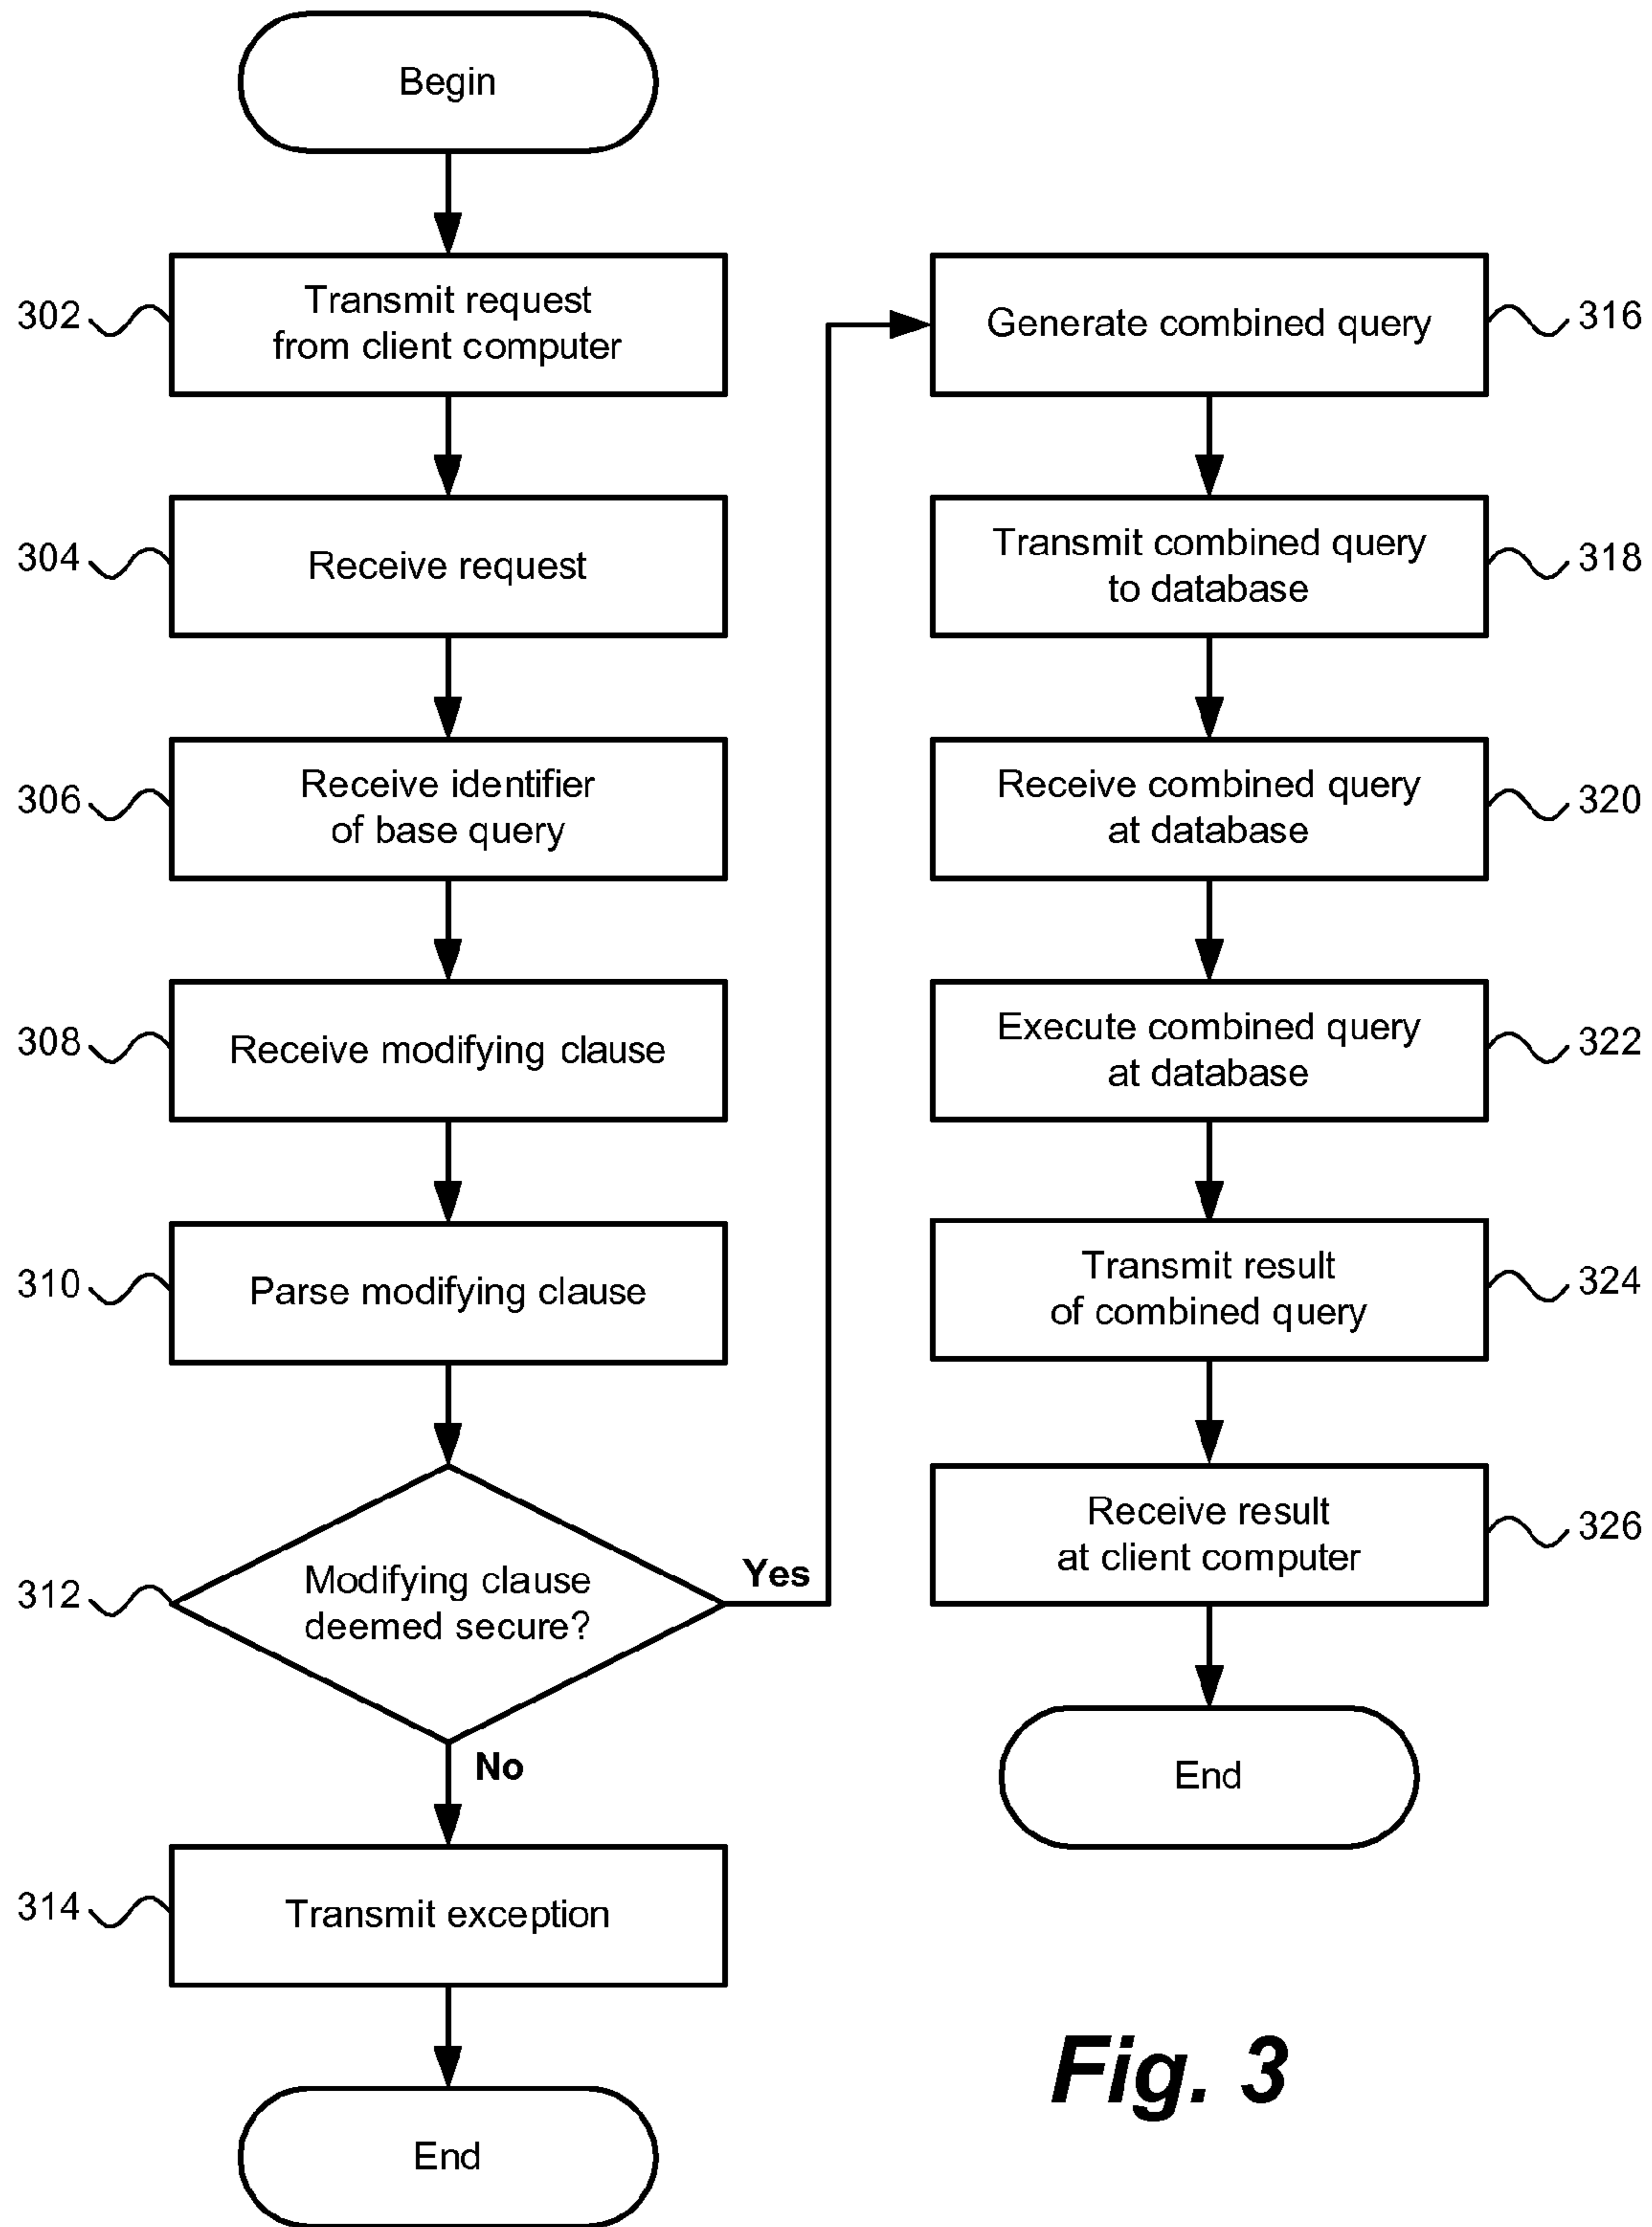 Begin
302
Transmit request
from client computer
304
Receive request
306
Receive identifier
of base query
308
Receive modifying clause
310
Parse modifying clause
312
Modifying clause
deemed secure?
Yes
No
314
Transmit exception
End
Generate combined query
316
Transmit combined query
to database
318
Receive combined query
at database
320
Execute combined query
at database
322
Transmit result
of combined query
324
Receive result
at client computer
326
End
Fig. 3